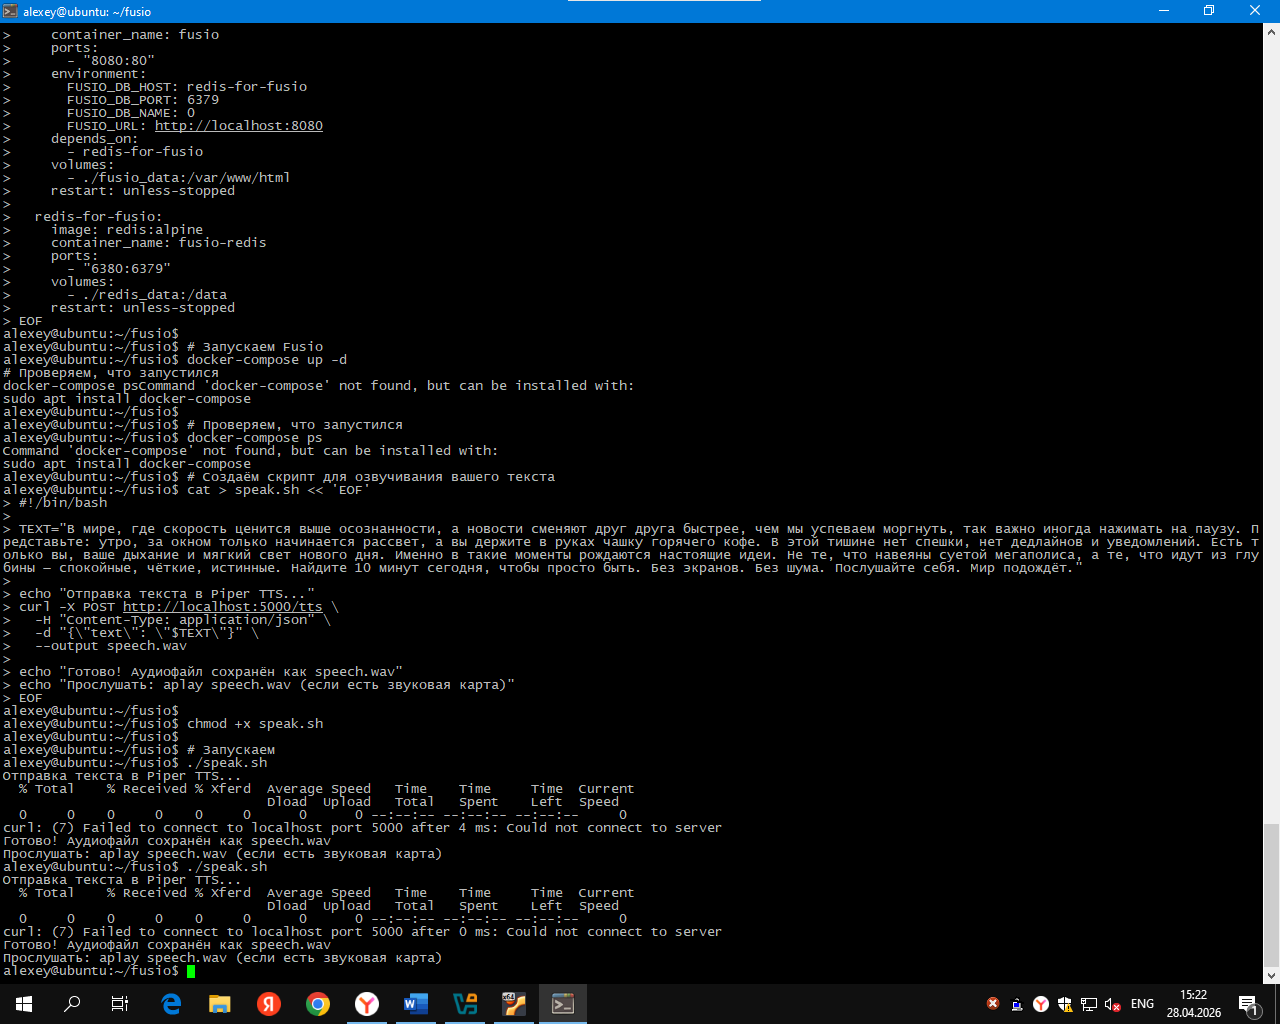 alexey@ubuntu: ~/fusio
>     container_name: fusio
>     ports:
>       - "8080:80"
>     environment:
>       FUSIO_DB_HOST: redis-for-fusio
>       FUSIO_DB_PORT: 6379
>       FUSIO_DB_NAME: 0
>       FUSIO_URL: http://localhost:8080
>     depends_on:
>       - redis-for-fusio
>     volumes:
>       - ./fusio_data:/var/www/html
>     restart: unless-stopped
>
>   redis-for-fusio:
>     image: redis:alpine
>     container_name: fusio-redis
>     ports:
>       - "6380:6379"
>     volumes:
>       - ./redis_data:/data
>     restart: unless-stopped
> EOF
alexey@ubuntu:~/fusio$
alexey@ubuntu:~/fusio$ # Запускаем Fusio
alexey@ubuntu:~/fusio$ docker-compose up -d
# Проверяем, что запустился
docker-compose psCommand 'docker-compose' not found, but can be installed with:
sudo apt install docker-compose
alexey@ubuntu:~/fusio$
alexey@ubuntu:~/fusio$ # Проверяем, что запустился
alexey@ubuntu:~/fusio$ docker-compose ps
Command 'docker-compose' not found, but can be installed with:
sudo apt install docker-compose
alexey@ubuntu:~/fusio$ # Создаём скрипт для озвучивания вашего текста
alexey@ubuntu:~/fusio$ cat > speak.sh << 'EOF'
> #!/bin/bash
>
> TEXT="В мире, где скорость ценится выше осознанности, а новости сменяют друг друга быстрее, чем мы успеваем моргнуть, так важно иногда нажимать на паузу. П
редставьте: утро, за окном только начинается рассвет, а вы держите в руках чашку горячего кофе. В этой тишине нет спешки, нет дедлайнов и уведомлений. Есть т
олько вы, ваше дыхание и мягкий свет нового дня. Именно в такие моменты рождаются настоящие идеи. Не те, что навеяны суетой мегаполиса, а те, что идут из глу
бины – спокойные, чёткие, истинные. Найдите 10 минут сегодня, чтобы просто быть. Без экранов. Без шума. Послушайте себя. Мир подождёт."
>
> echo "Отправка текста в Piper TTS..."
> curl -X POST http://localhost:5000/tts \
>   -H "Content-Type: application/json" \
>   -d "{\"text\": \"$TEXT\"}" \
>   --output speech.wav
>
> echo "Готово! Аудиофайл сохранён как speech.wav"
> echo "Прослушать: aplay speech.wav (если есть звуковая карта)"
> EOF
alexey@ubuntu:~/fusio$
alexey@ubuntu:~/fusio$ chmod +x speak.sh
alexey@ubuntu:~/fusio$
alexey@ubuntu:~/fusio$ # Запускаем
alexey@ubuntu:~/fusio$ ./speak.sh
Отправка текста в Piper TTS...
  % Total    % Received % Xferd  Average Speed   Time    Time     Time  Current
                                 Dload  Upload   Total   Spent    Left  Speed
  0     0    0     0    0     0      0      0 --:--:-- --:--:-- --:--:--     0
curl: (7) Failed to connect to localhost port 5000 after 4 ms: Could not connect to server
Готово! Аудиофайл сохранён как speech.wav
Прослушать: aplay speech.wav (если есть звуковая карта)
alexey@ubuntu:~/fusio$ ./speak.sh
Отправка текста в Piper TTS...
  % Total    % Received % Xferd  Average Speed   Time    Time     Time  Current
                                 Dload  Upload   Total   Spent    Left  Speed
  0     0    0     0    0     0      0      0 --:--:-- --:--:-- --:--:--     0
curl: (7) Failed to connect to localhost port 5000 after 0 ms: Could not connect to server
Готово! Аудиофайл сохранён как speech.wav
Прослушать: aplay speech.wav (если есть звуковая карта)
alexey@ubuntu:~/fusio$
ENG
15:22
28.04.2026
1